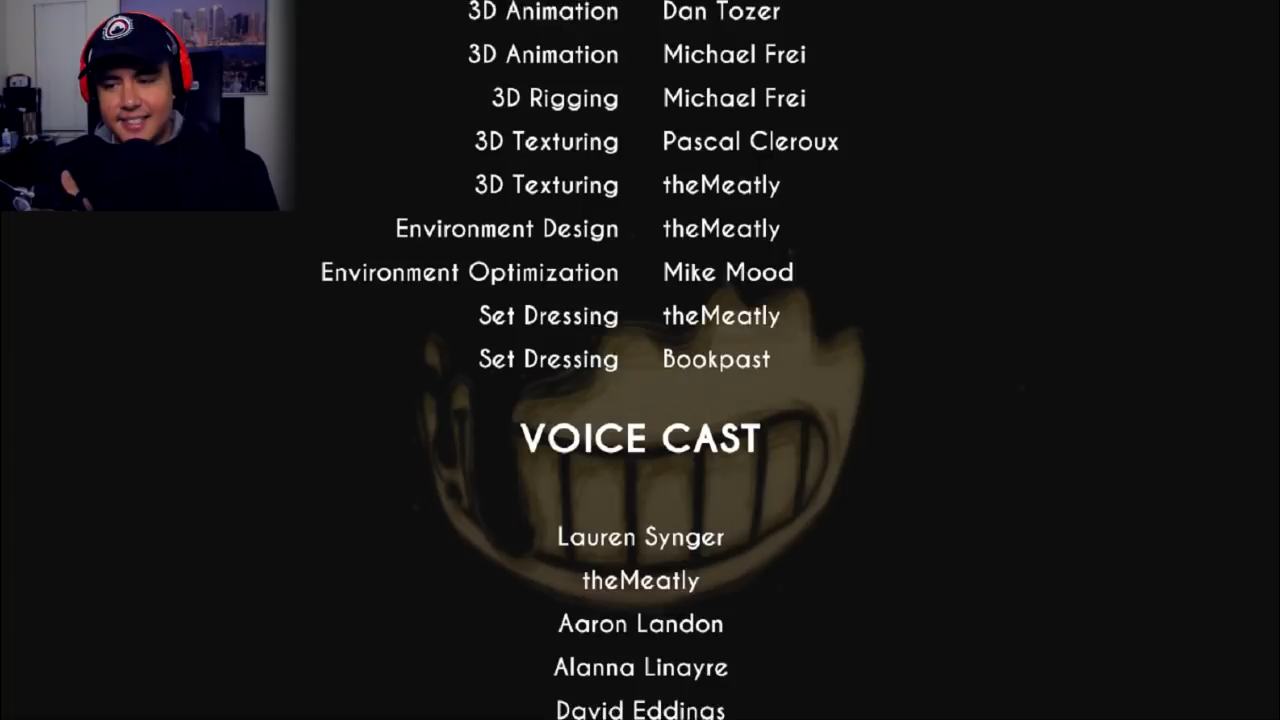 3D Animation Dan Tozer
3D Animation Michael Frei
3D Rigging Michael Frei
3D Texturing Pascal Cleroux
3D Texturing theMeatly
Environment Design theMeatly
Environment Optimization Mike Mood
Set Dressing theMeatly
Set Dressing Bookpast
VOICE CAST
Lauren Synger
theMeatly
Aaron Landon
Alanna Linayre
David Eddings